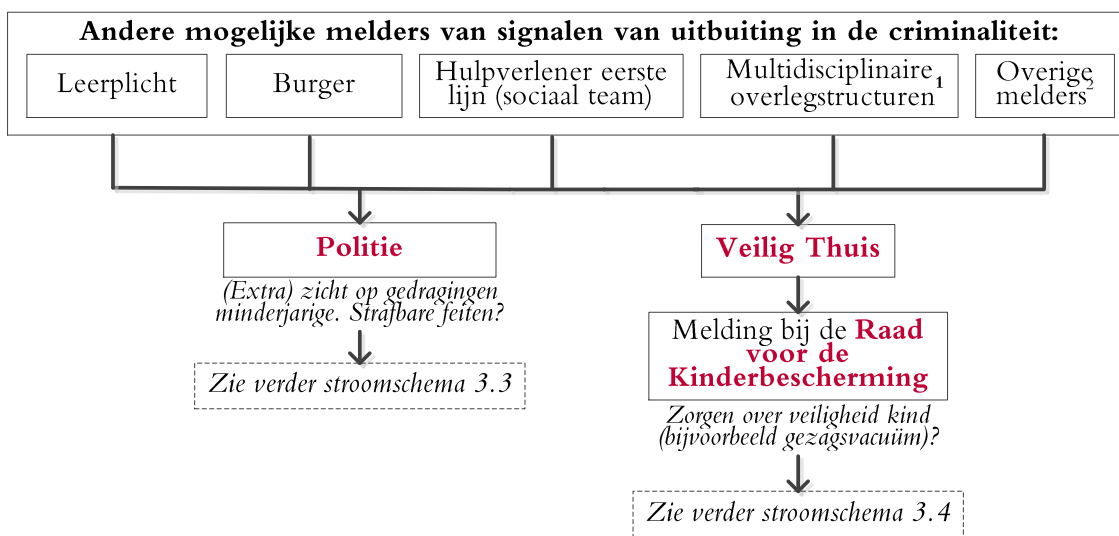 Andere mogelijke melders van signalen van uitbuiting in de criminaliteit:
Leerplicht
Burger
Hulpverlener eerste
lijn (sociaal team)
Multidisciplinaire
overlegstructuren¹
Overige
melders²
Politie
(Extra) zicht op gedragingen
minderjarige. Strafbare feiten?
Zie verder stroomschema 3.3
Veilig Thuis
Melding bij de Raad
voor de
Kinderbescherming
Zorgen over veiligheid kind
(bijvoorbeeld gezagsvacuüm)?
Zie verder stroomschema 3.4